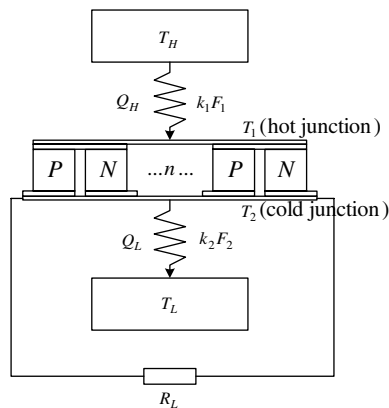 T_H
Q_H k_1F_1
T_1 (hot junction)
P N ...n... P N
T_2 (cold junction)
Q_L k_2F_2
T_L
R_L